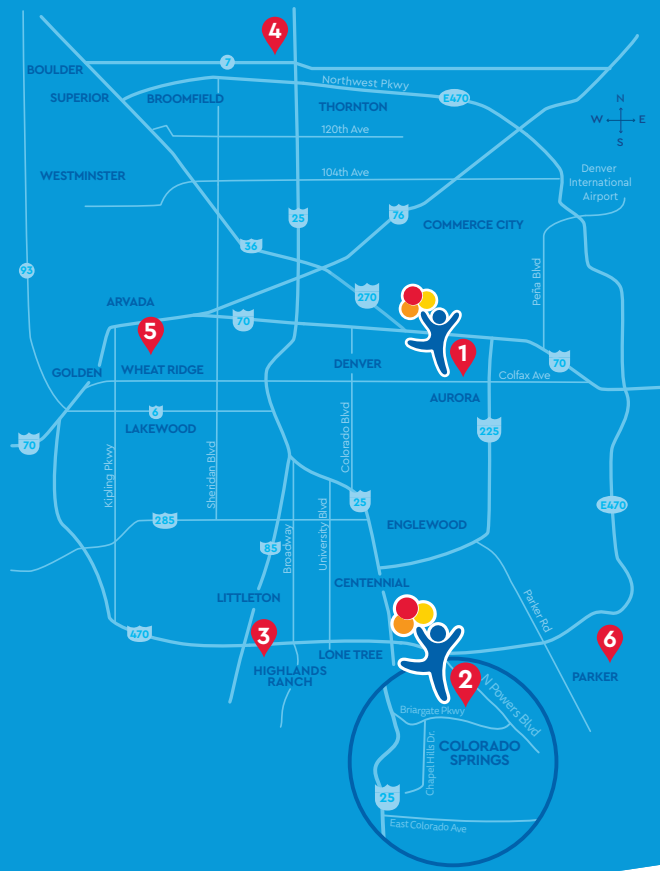 4
7
BOULDER
Northwest Pkwy
SUPERIOR
BROOMFIELD
E470
THORNTON
N
W E
S
120th Ave
104th Ave
WESTMINSTER
Denver
International
Airport
25
76
COMMERCE CITY
36
93
Peña Blvd
270
ARVADA
70
5
1
70
DENVER
WHEAT RIDGE
GOLDEN
Colfax Ave
AURORA
6
LAKEWOOD
225
70
Kipling Pkwy
Sheridan Blvd
Colorado Blvd
25
E470
285
University Blvd
Broadway
ENGLEWOOD
85
CENTENNIAL
LITTLETON
Parker Rd
470
3
6
LONE TREE
HIGHLANDS
RANCH
PARKER
2
N Powers Blvd
Briargate Pkwy
Chapel Hills Dr.
COLORADO
SPRINGS
25
East Colorado Ave